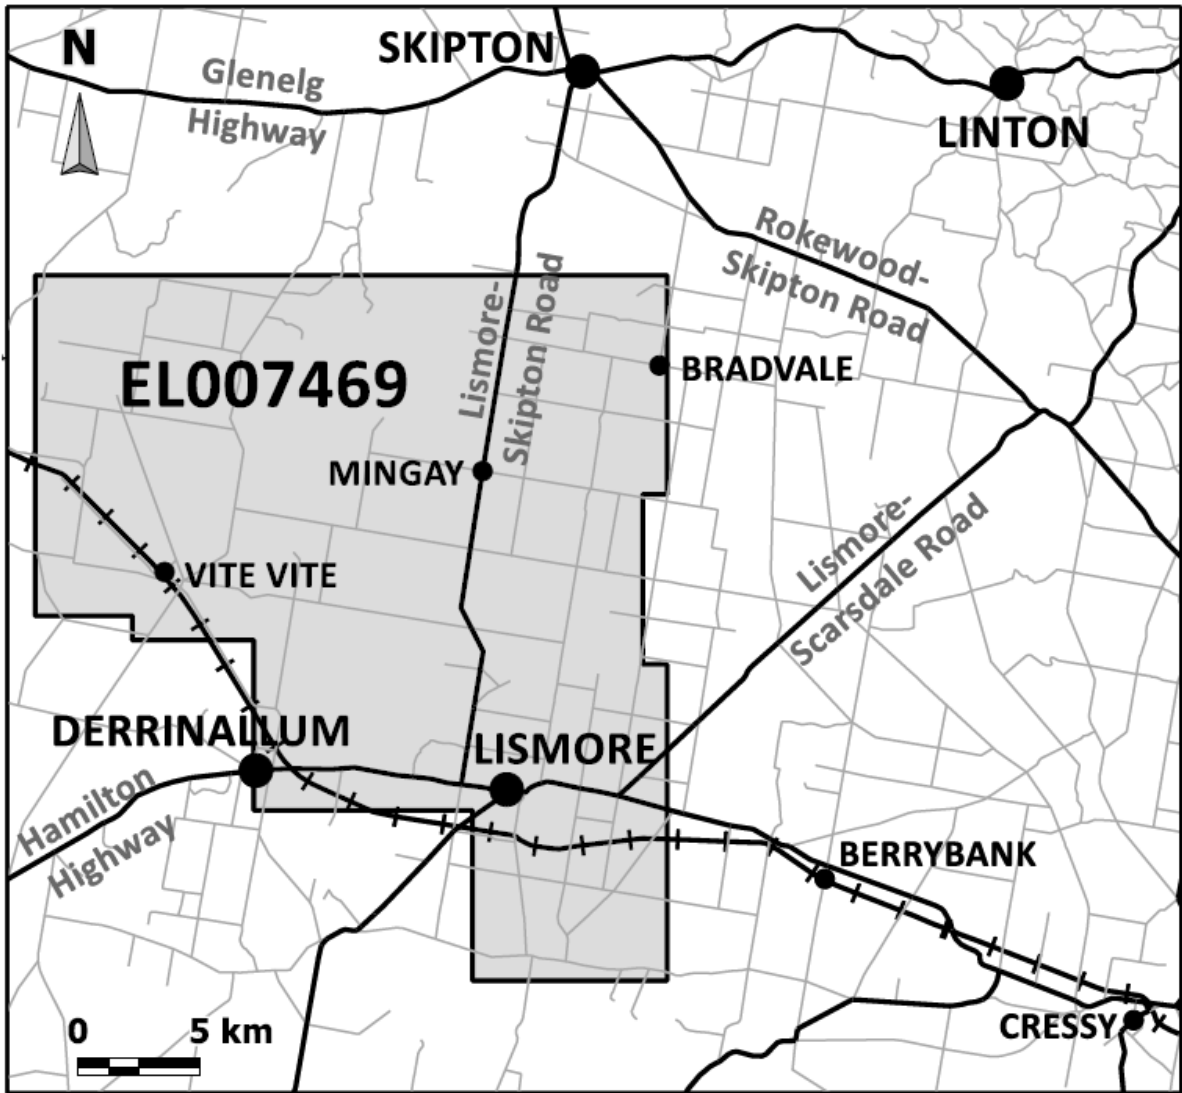 N
SKIPTON
Glenelg
Highway
LINTON
Rokewood-
Skipton Road
Lismore-
Skipton Road
EL007469
BRADVALE
MINGAY
Lismore-
Scarsdale Road
VITE VITE
DERRINALLUM
LISMORE
Hamilton
Highway
BERRYBANK
0 5 km
CRESSY